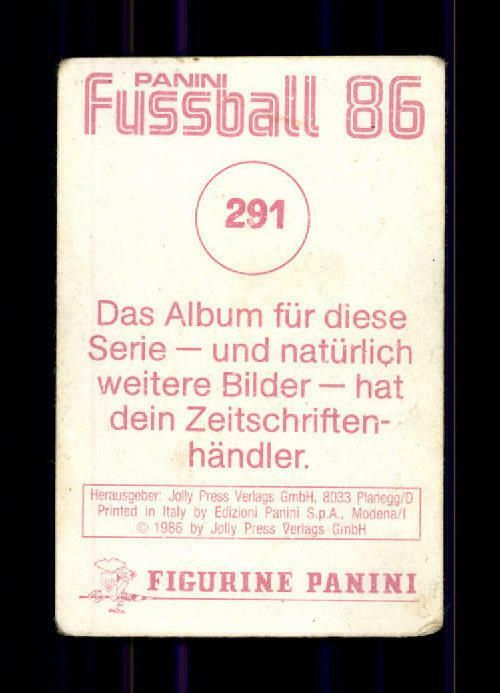 PANINI
Fussball 86
291
Das Album für diese
Serie — und natürlich
weitere Bilder — hat
dein Zeitschriften-
händler.
Herausgeber: Jolly Press Verlags GmbH, 8033 Planegg/D
Printed in Italy by Edizioni Panini S.p.A., Modena/I
© 1986 by Jolly Press Verlags GmbH
FIGURINE PANINI